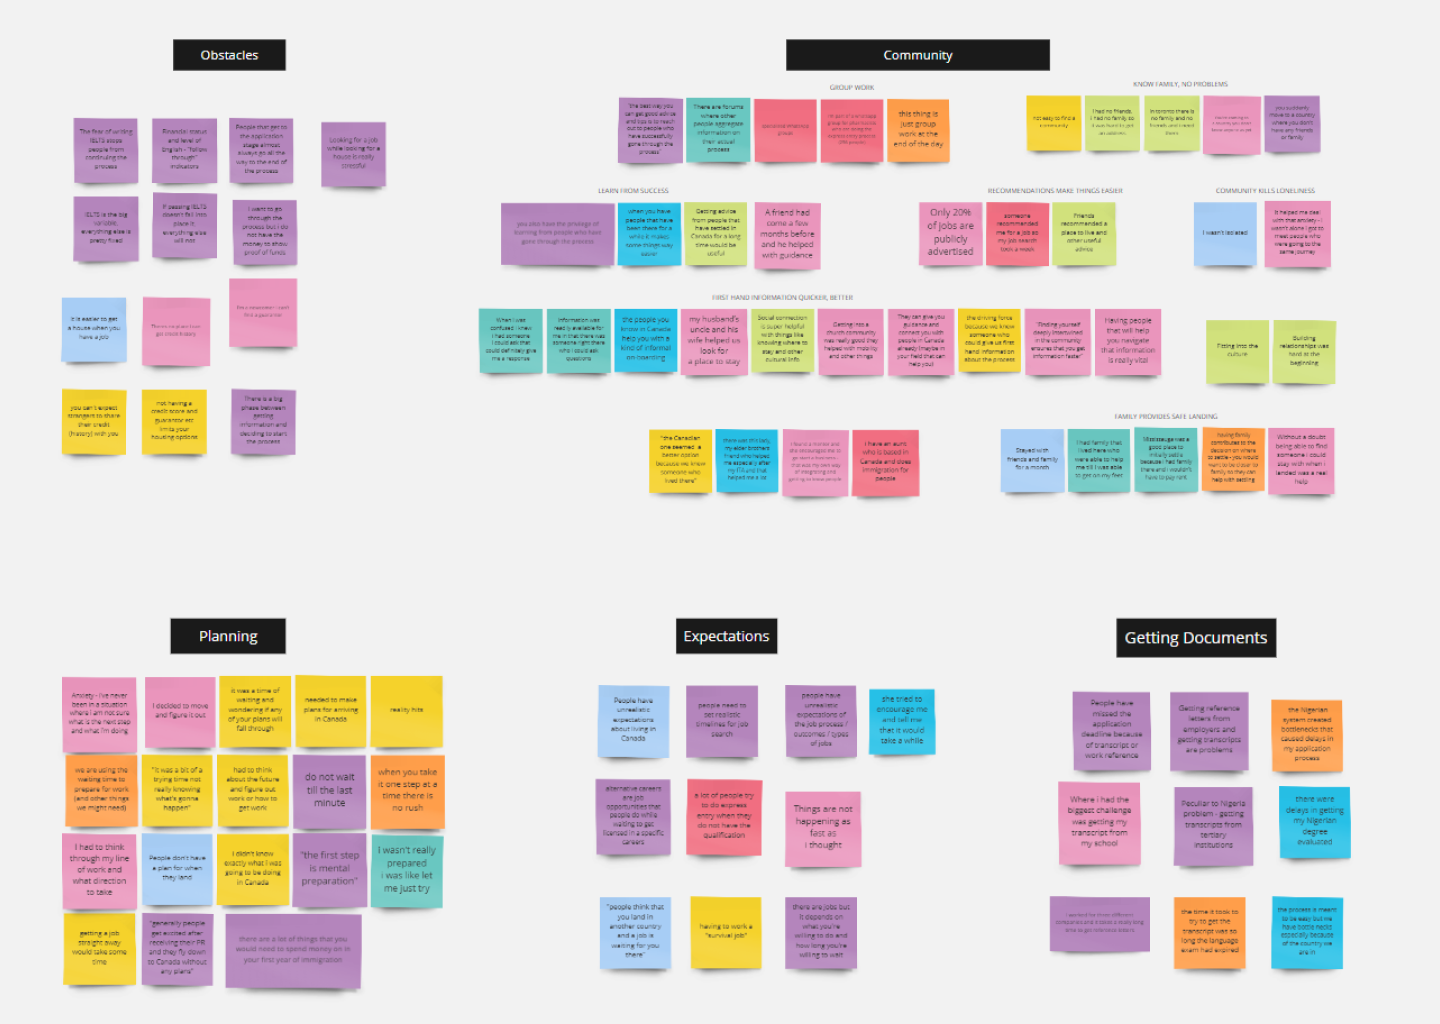 Obstacles
The fear of writing
IELTS stops
people from
continuing the
process
Financial status
and level of
English - "follow
through"
indicators
People that get to
the application
stage almost
always go all the
way to the end of
the process
Looking for a job
while looking for a
house is really
stressful
IELTS is the big
variable,
everything else is
pretty fixed
If passing IELTS
doesn't fall into
place it
everything else
will not
I want to go
through the
process but I do
not have the
money to show
proof of funds
It is easier to get
a house when you
have a job
you can't expect
strangers to share
their credit
(history) with you
not having a
credit score and
guarantor etc
limits your
housing options
There is a big
phase between
getting
information and
deciding to start
the process
Community
GROUP WORK
the best way you
can get good advice
and tips is to reach
out to people who
have successfully
gone through the
process"
There are forums
where other
people aggregate
information on
their actual
process
this thing is
just group
work at the
end of the day
KNOW FAMILY, NO PROBLEMS
not easy to find a
community
I had no friends,
I had no family so
it was hard to get
an address
In toronto there is
no family and no
friends and I need
them
you suddenly
move to a country
where you don't
have any friends
or family
LEARN FROM SUCCESS
you also have the privilege of
learning from people who have
gone through the process
when you have
people that have
been there for a
while it makes
some things way
easier
Getting advice
from people that
have settled in
Canada for a long
time would be
useful
A friend had
come a few
months before
and he helped
with guidance
RECOMMENDATIONS MAKE THINGS EASIER
Only 20%
of jobs are
publicly
advertised
someone
recommended
me for a job so
my job search
took a week
Friends
recommended a
place to live and
other useful
advice
COMMUNITY KILLS LONELINESS
I wasn't isolated
It helped me deal
with that anxiety - I
wasn't alone I got to
meet people who
were going to the
same journey
FIRST HAND INFORMATION QUICKER, BETTER
When I was
confused I knew
I had someone
I could ask that
could definitely give
me a response
Information was
readily available for
me in that there was
someone right there
who I could ask
questions
the people you
know in Canada
help you with a
kind of informat
on boarding
my husband's
uncle and his
wife helped us
look for
a place to stay
Social connection
is super helpful
with things like
knowing where to
stay and other
cultural info
Getting into a
church community
was really good they
helped with mobility
and other things
They can give you
guidance and
connect you with
people in Canada
already (maybe in
your field that can
help you)
the driving force
because we knew
someone who
could give us first
hand information
about the process
"Finding yourself
deeply intertwined
in the community
ensures that you get
information faster"
Having people
that will help
you navigate
that information
is really vital
Fitting into the
culture
Building
relationships was
hard at the
beginning
"the Canadian
one seemed a
better option
because we knew
someone who
lived there"
I have an aunt
who is based in
Canada and does
immigration for
people
FAMILY PROVIDES SAFE LANDING
Stayed with
friends and family
for a month
I had family that
lived here who
were able to help
me till I was able
to get on my feet
Mississauga was a
good place to
initially settle
because I had family
there and I wouldn't
have to pay rent
having family
contributes to the
decision on where
to settle - you would
want to be closer to
family so they can
help with settling
Without a doubt
being able to find
someone I could
stay with when I
landed was a real
help
Planning
Anxiety - I've never
been in a situation
where I am not sure
what is the next step
and what I'm doing
I decided to move
and figure it out
it was a time of
waiting and
wondering if any
of your plans will
fall through
needed to make
plans for arriving
in Canada
reality hits
we are using the
waiting time to
prepare for work
(and other things
we might need)
"It was a bit of a
trying time not
really knowing
what's gonna
happen"
had to think
about the future
and figure out
work or how to
get work
do not wait
till the last
minute
when you take
it one step at a
time there is
no rush
I had to think
through my line
of work and
what direction
to take
People don't have
a plan for when
they land
I didn't know
exactly what I was
going to be doing
in Canada
"the first step
is mental
preparation"
I wasn't really
prepared
i was like let
me just try
getting a job
straight away
would take some
time
"generally people
get excited after
receiving their PR
and they fly down
to Canada without
any plans"
there are a lot of things that you
would need to spend money on in
your first year of immigration
Expectations
People have
unrealistic
expectations
about living in
Canada
people need to
set realistic
timelines for job
search
people have
unrealistic
expectations of
the job process /
outcomes / types
of jobs
she tried to
encourage me
and tell me
that it would
take a while
alternative careers
are job
opportunities that
people do while
waiting to get
licensed in a specific
careers
a lot of people try
to do express
entry when they
do not have the
qualification
Things are not
happening as
fast as
i thought
"people think that
you land in
another country
and a job is
waiting for you
there"
having to work a
"survival job"
there are jobs but
it depends on
what you're
willing to do and
how long you're
willing to wait
Getting Documents
People have
missed the
application
deadline because
of transcript or
work reference
Getting reference
letters from
employers and
getting transcripts
are problems
the Nigerian
system created
bottlenecks that
caused delays in
my application
process
Where i had the
biggest challenge
was getting my
transcript from
my school
Peculiar to Nigeria
problem - getting
transcripts from
tertiary
institutions
there were
delays in getting
my Nigerian
degree
evaluated
the time it took to
try to get the
transcript was so
long the language
exam had expired
the process is meant
to be easy but we
have bottle necks
especially because
of the country we
are in